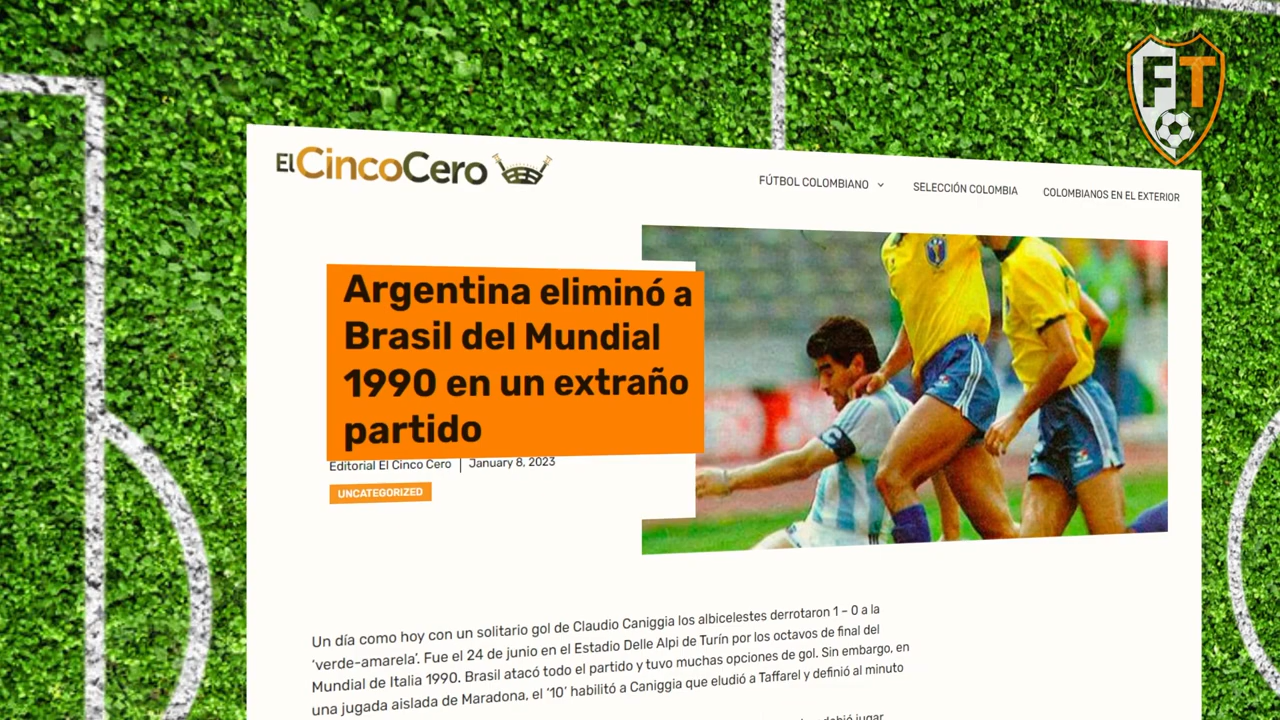 FT
El CincoCero
FÚTBOL COLOMBIANO
SELECCIÓN COLOMBIA
COLOMBIANOS EN EL EXTERIOR
Argentina eliminó a
Brasil del Mundial
1990 en un extraño
partido
Editorial El Cinco Cero | January 8, 2023
UNCATEGORIZED
Un día como hoy con un solitario gol de Claudio Caniggia los albicelestes derrotaron 1 – 0 a la
'verde-amarela'. Fue el 24 de junio en el Estadio Delle Alpi de Turín por los octavos de final del
Mundial de Italia 1990. Brasil atacó todo el partido y tuvo muchas opciones de gol. Sin embargo, en
una jugada aislada de Maradona, el '10' habilitó a Caniggia que eludió a Taffarel y definió al minuto
debió jugar